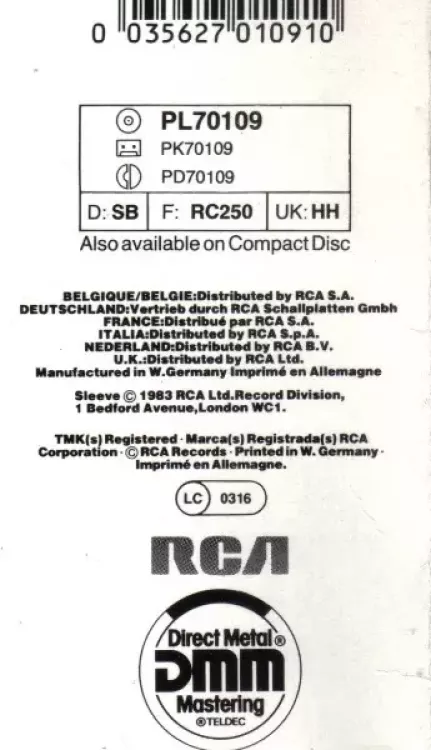 0 035627 010910
PL70109
PK70109
PD70109
D: SB F: RC250 UK: HH
Also available on Compact Disc
BELGIQUE/BELGIE:Distributed by RCA S.A.
DEUTSCHLAND:Vertrieb durch RCA Schallplatten Gmbh
FRANCE:Distribué par RCA S.A.
ITALIA:Distributed by RCA S.p.A.
NEDERLAND:Distributed by RCA B.V.
U.K.:Distributed by RCA Ltd.
Manufactured in W.Germany Imprimé en Allemagne
Sleeve © 1983 RCA Ltd.Record Division,
1 Bedford Avenue,London WC1.
TMK(s) Registered · Marca(s) Registrada(s) RCA
Corporation · © RCA Records · Printed in W. Germany ·
Imprimé en Allemagne.
LC 0316
RCA
Direct Metal ®
DMM
Mastering
® TELDEC